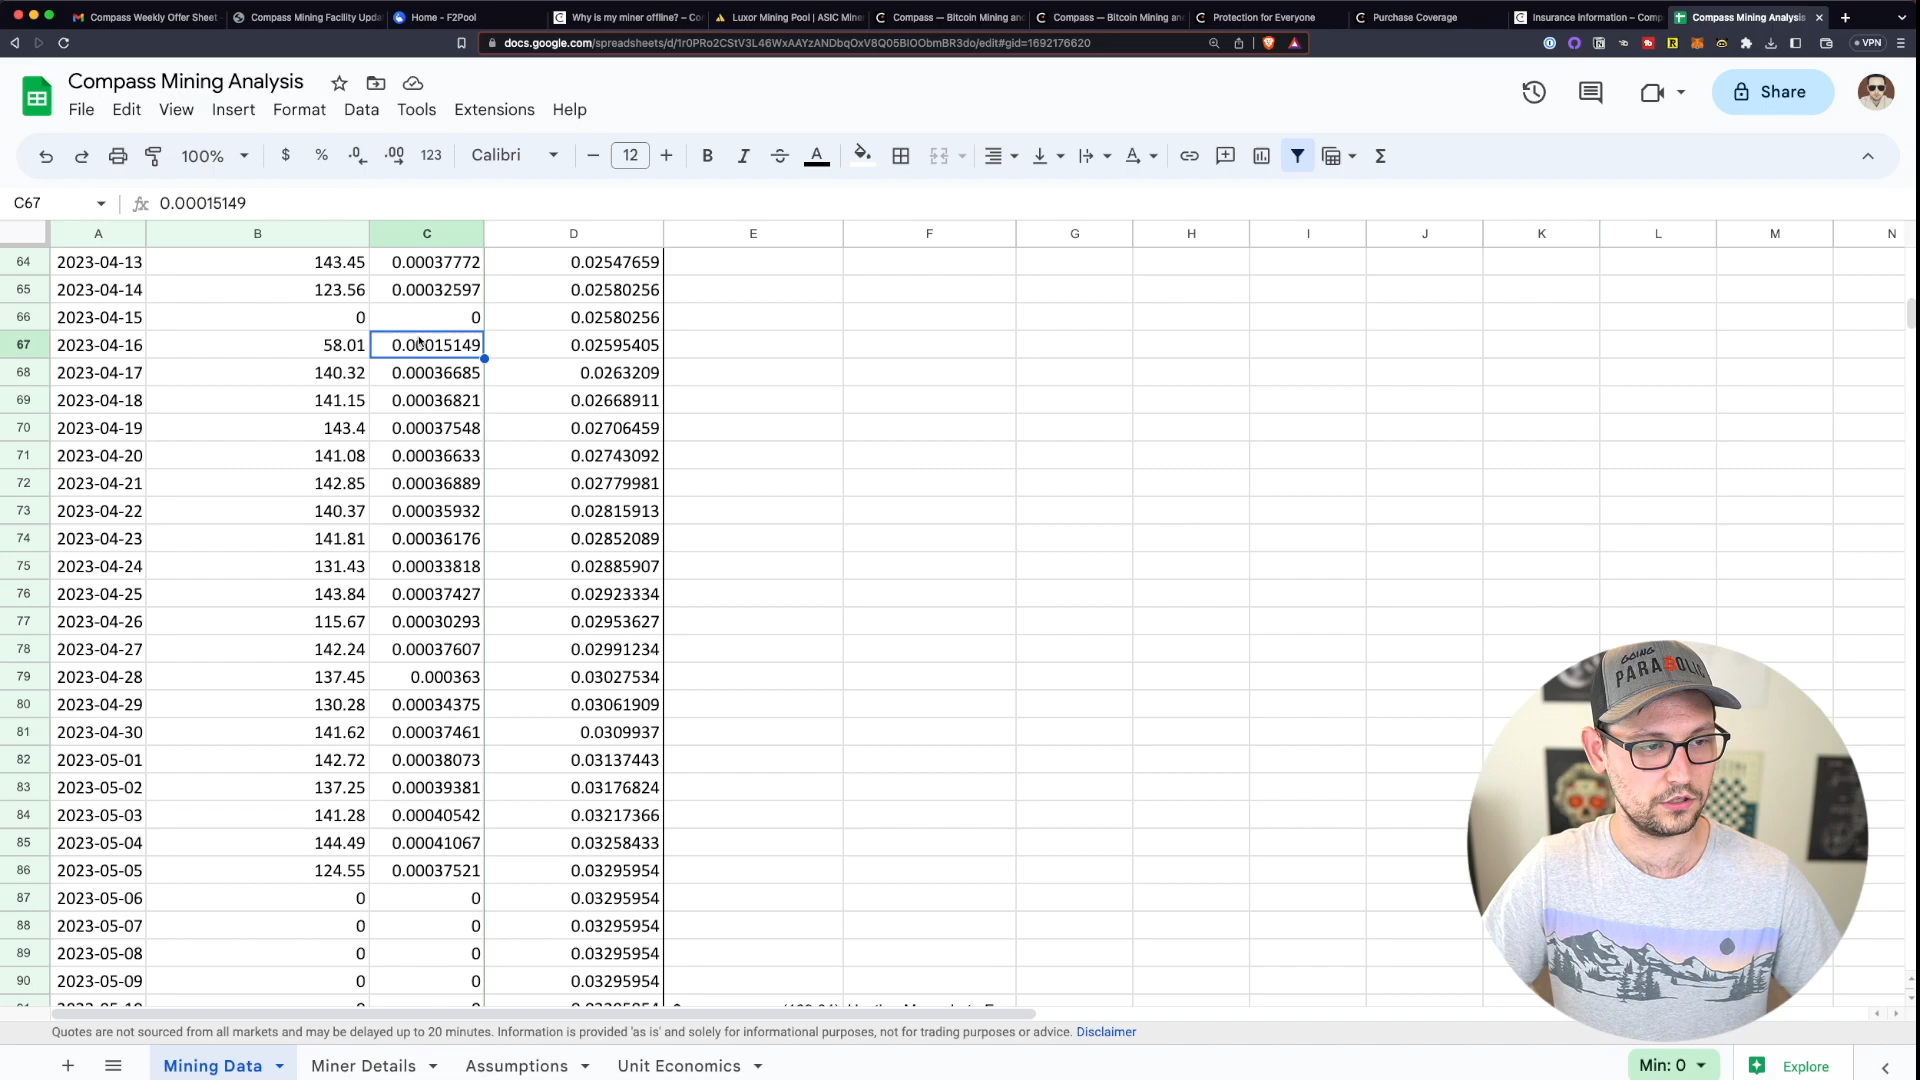 Compass Weekly Offer Sheet
Compass Mining Facility Upda
Home - F2Pool
Why is my miner offline? – Co
Luxor Mining Pool | ASIC Mine
Compass — Bitcoin Mining and
Compass — Bitcoin Mining and
Protection for Everyone
Purchase Coverage
Insurance Information – Comp
Compass Mining Analysis
docs.google.com/spreadsheets/d/1r0PRo2CStV3L46WxAAYzANDbqOxV8Q05BIOObmBR3do/edit#gid=1692176620
VPN
Compass Mining Analysis
File Edit View Insert Format Data Tools Extensions Help
Share
100% $ % .0 .00 123 Calibri 12 B I A
C67 fx 0.00015149
A B C D E F G H I J K L M N
64 2023-04-13 143.45 0.00037772 0.02547659
65 2023-04-14 123.56 0.00032597 0.02580256
66 2023-04-15 0 0 0.02580256
67 2023-04-16 58.01 0.00015149 0.02595405
68 2023-04-17 140.32 0.00036685 0.0263209
69 2023-04-18 141.15 0.00036821 0.02668911
70 2023-04-19 143.4 0.00037548 0.02706459
71 2023-04-20 141.08 0.00036633 0.02743092
72 2023-04-21 142.85 0.00036889 0.02779981
73 2023-04-22 140.37 0.00035932 0.02815913
74 2023-04-23 141.81 0.00036176 0.02852089
75 2023-04-24 131.43 0.00033818 0.02885907
76 2023-04-25 143.84 0.00037427 0.02923334
77 2023-04-26 115.67 0.00030293 0.02953627
78 2023-04-27 142.24 0.00037607 0.02991234
79 2023-04-28 137.45 0.000363 0.03027534
80 2023-04-29 130.28 0.00034375 0.03061909
81 2023-04-30 141.62 0.00037461 0.0309937
82 2023-05-01 142.72 0.00038073 0.03137443
83 2023-05-02 137.25 0.00039381 0.03176824
84 2023-05-03 141.28 0.00040542 0.03217366
85 2023-05-04 144.49 0.00041067 0.03258433
86 2023-05-05 124.55 0.00037521 0.03295954
87 2023-05-06 0 0 0.03295954
88 2023-05-07 0 0 0.03295954
89 2023-05-08 0 0 0.03295954
90 2023-05-09 0 0 0.03295954
GOING
PARABOLIC
Quotes are not sourced from all markets and may be delayed up to 20 minutes. Information is provided 'as is' and solely for informational purposes, not for trading purposes or advice. Disclaimer
Mining Data Miner Details Assumptions Unit Economics Min: 0 Explore